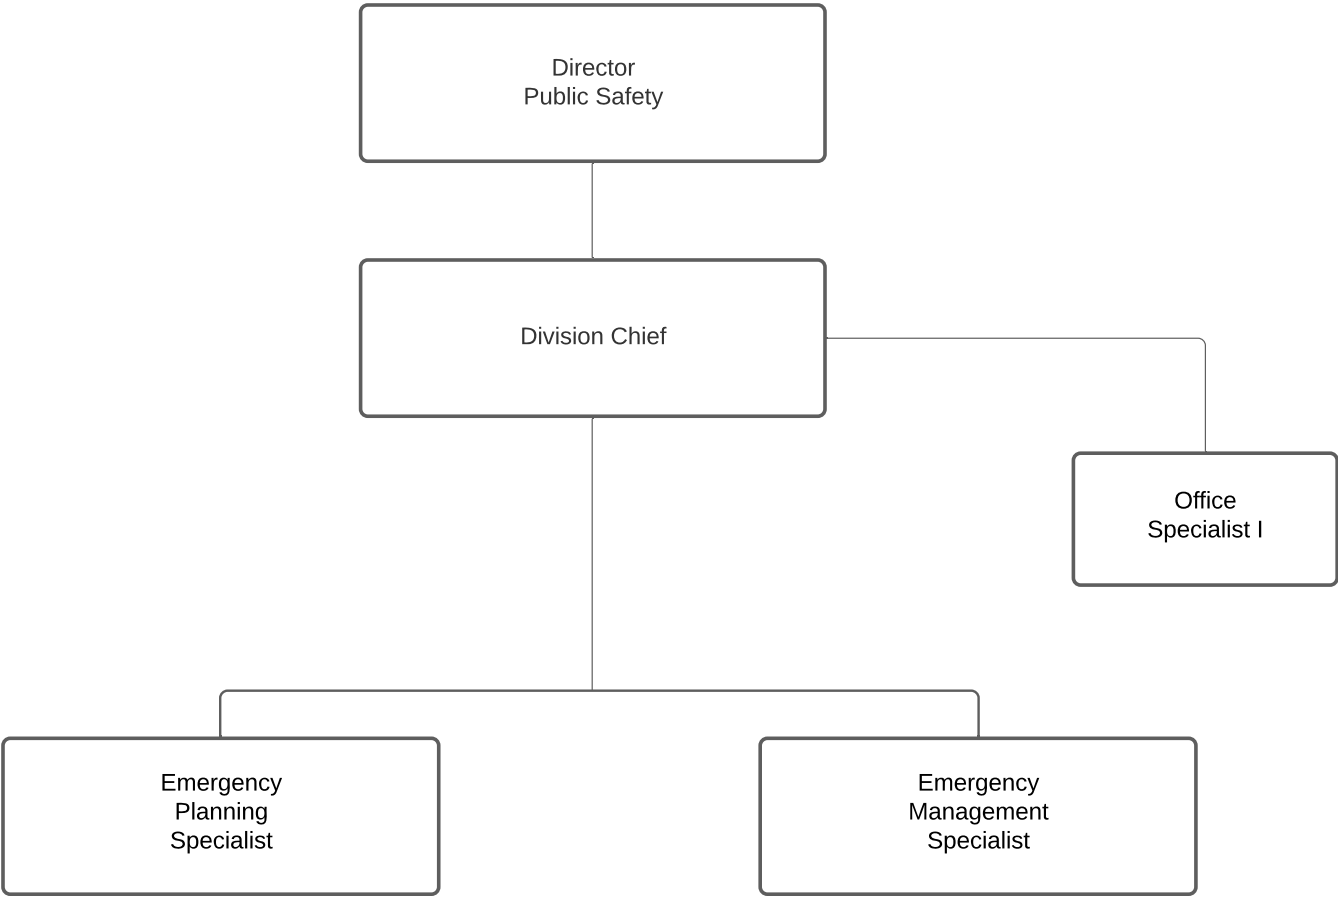 Director
Public Safety
Division Chief
Office
Specialist I
Emergency
Planning
Specialist
Emergency
Management
Specialist